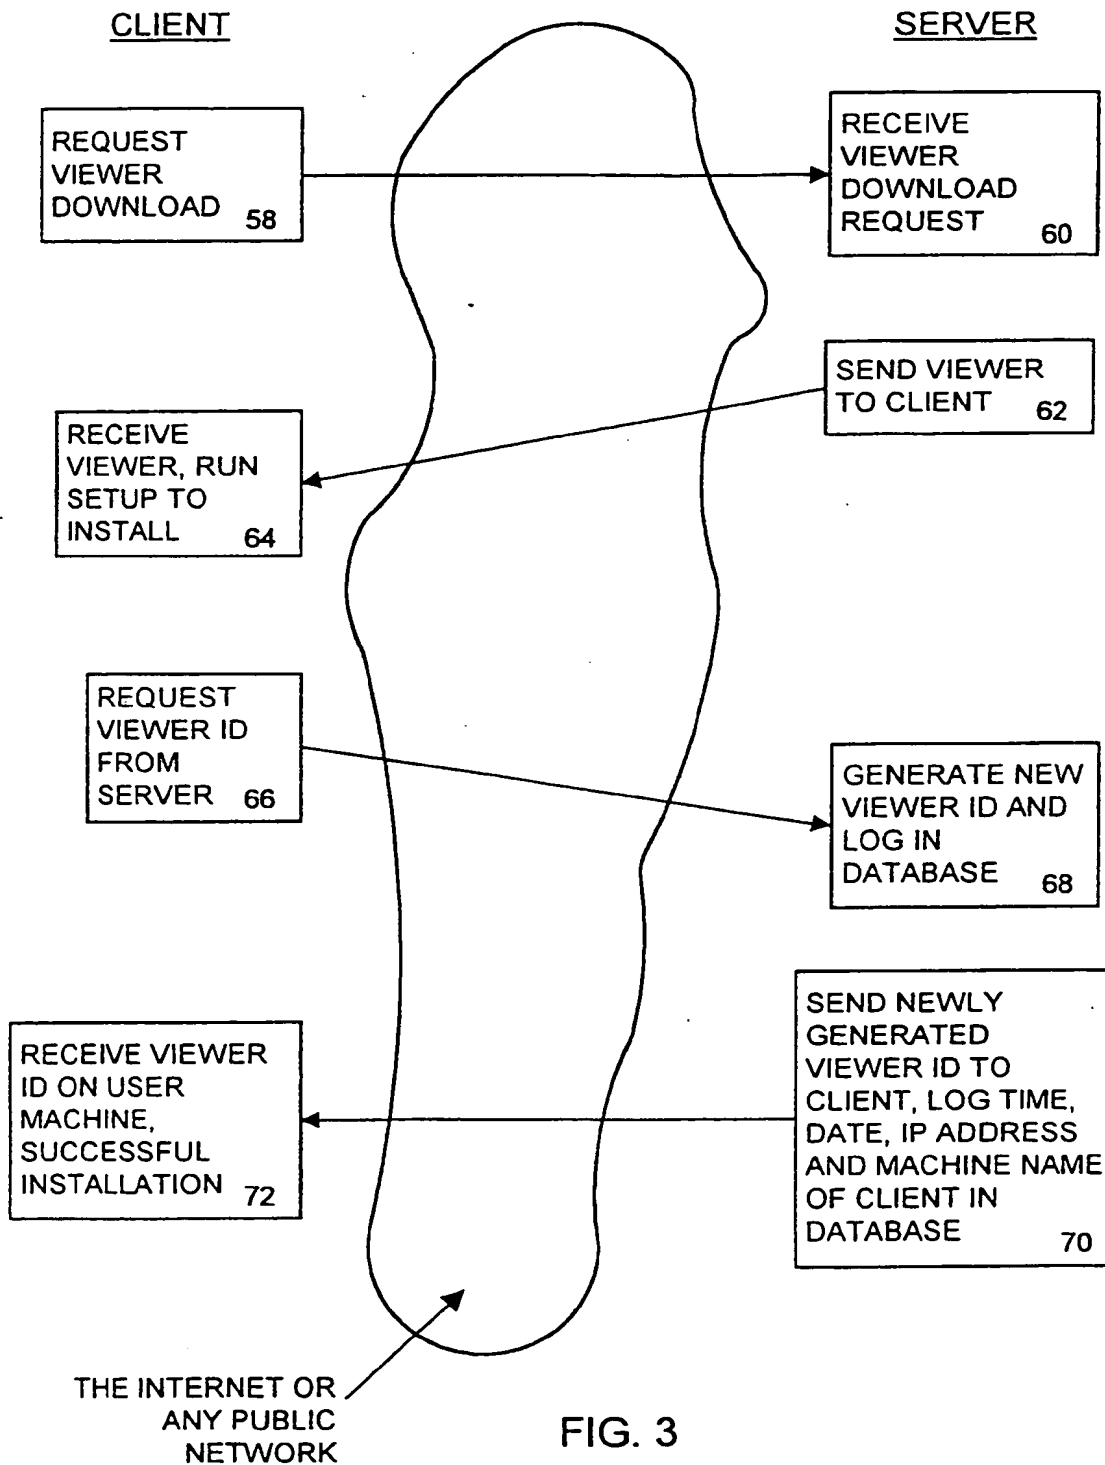 CLIENT
SERVER
REQUEST
VIEWER
DOWNLOAD 58
RECEIVE
VIEWER
DOWNLOAD
REQUEST 60
SEND VIEWER
TO CLIENT 62
RECEIVE
VIEWER, RUN
SETUP TO
INSTALL 64
REQUEST
VIEWER ID
FROM
SERVER 66
GENERATE NEW
VIEWER ID AND
LOG IN
DATABASE 68
SEND NEWLY
GENERATED
VIEWER ID TO
CLIENT, LOG TIME,
DATE, IP ADDRESS
AND MACHINE NAME
OF CLIENT IN
DATABASE 70
RECEIVE VIEWER
ID ON USER
MACHINE,
SUCCESSFUL
INSTALLATION 72
THE INTERNET OR
ANY PUBLIC
NETWORK
FIG. 3